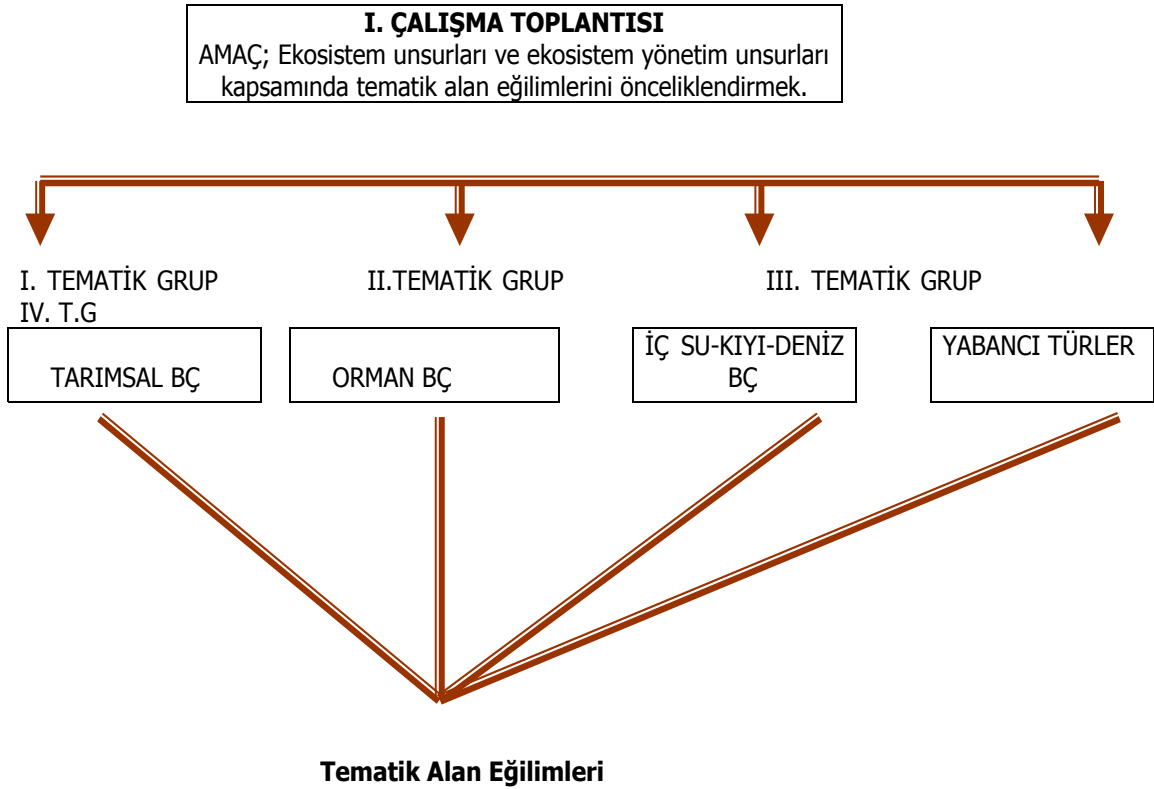 I. ÇALIŞMA TOPLANTISI
AMAÇ; Ekosistem unsurları ve ekosistem yönetim unsurları
kapsamında tematik alan eğilimlerini önceliklendirmek.
I. TEMATİK GRUP II.TEMATİK GRUP III. TEMATİK GRUP
IV. T.G
TARIMSAL BÇ
ORMAN BÇ
İÇ SU-KIYI-DENİZ
BÇ
YABANCI TÜRLER
Tematik Alan Eğilimleri